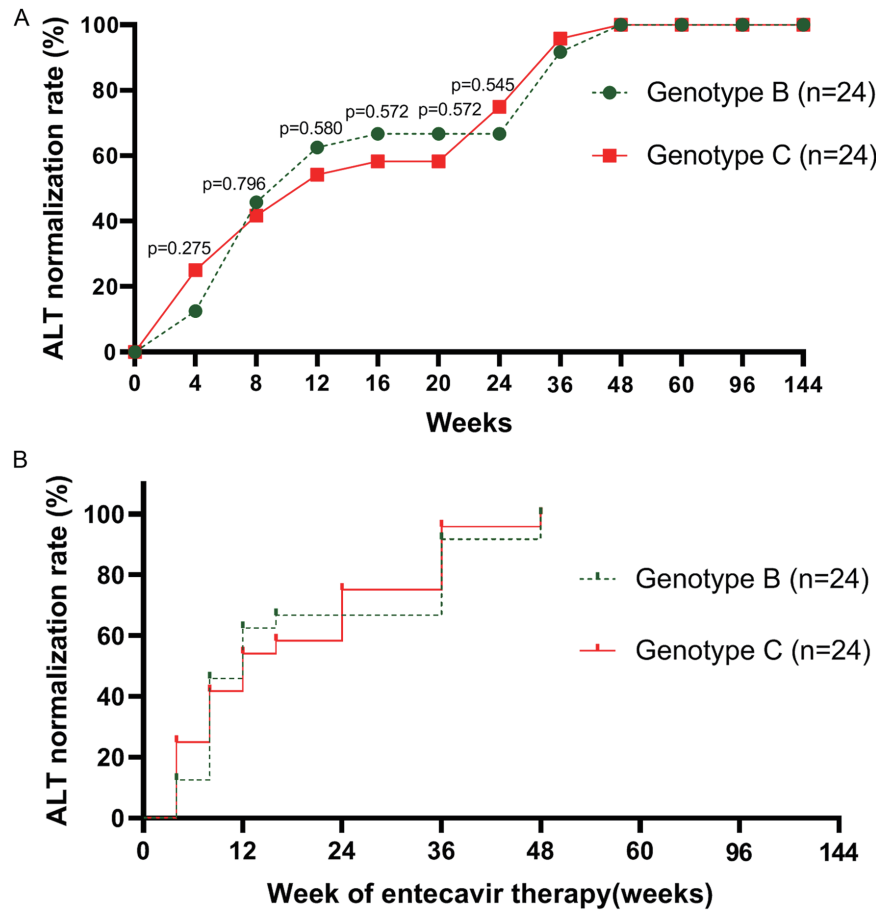 A
ALT normalization rate (%)
100
80
60
40
20
0
p=0.275
p=0.796
p=0.580
p=0.572
p=0.572
p=0.545
Genotype B (n=24)
Genotype C (n=24)
0 4 8 12 16 20 24 36 48 60 96 144
Weeks
B
ALT normalization rate (%)
100
80
60
40
20
0
Genotype B (n=24)
Genotype C (n=24)
0 12 24 36 48 60 96 144
Week of entecavir therapy(weeks)